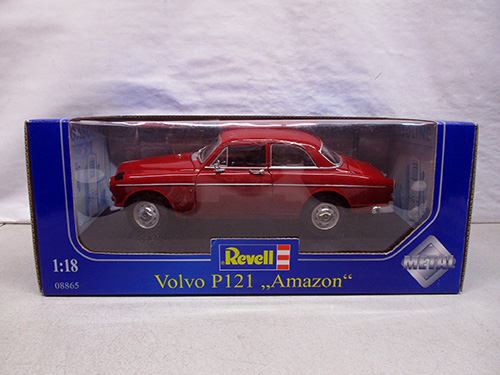 Revell
METAL
1:18
08865
Volvo P121 „Amazon“